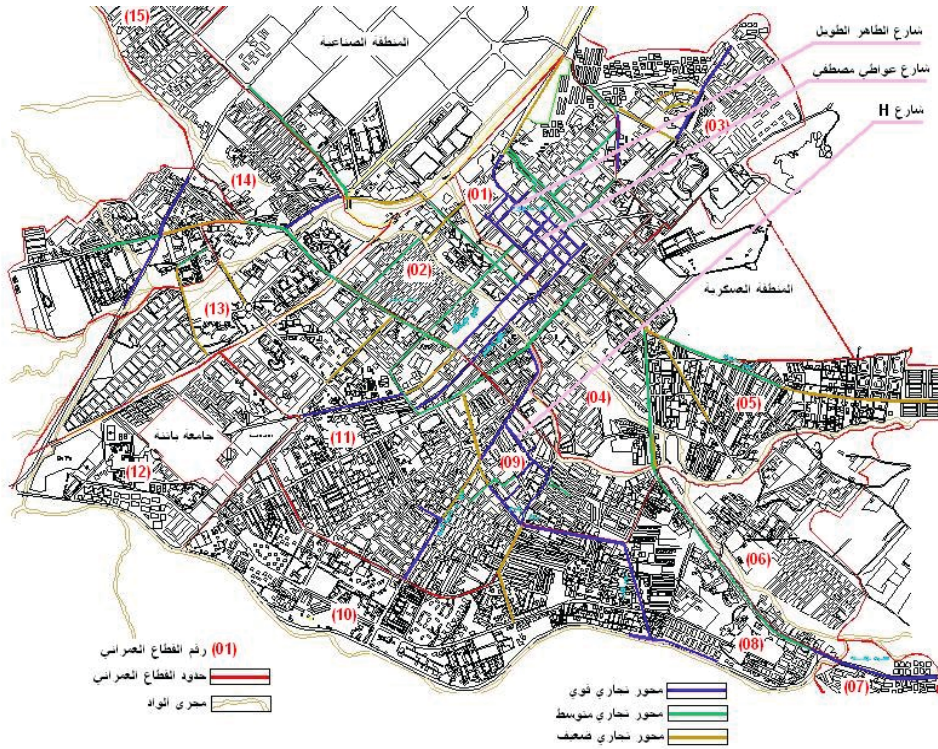 (15)
المنطقة الصناعية
شارع الطاهر الطويل
شارع عواطي مصطفى
شارع H
(03)
(14)
(01)
(02)
المنطقة العسكرية
(13)
(04)
(05)
جامعة باتنة
(11)
(09)
(12)
(06)
(10)
(08)
(07)
(01) رقم القطاع العمراني
حدود القطاع العمراني
مجرى الواد
محور تجاري قوي
محور تجاري متوسط
محور تجاري ضعيف